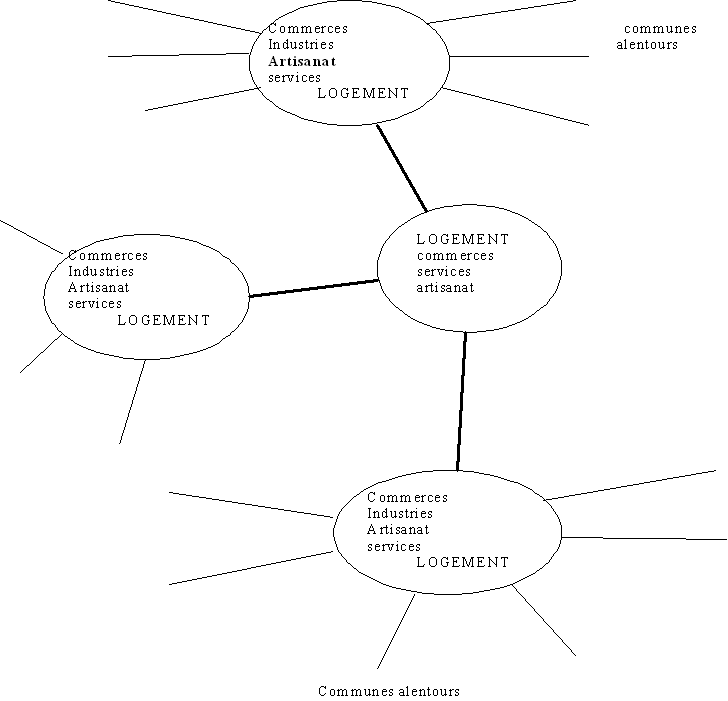 Commerces
Industries
Artisanat
services
LOGEMENT
communes
alentours
LOGEMENT
commerces
services
artisanat
Commerces
Industries
Artisanat
services
LOGEMENT
Commerces
Industries
Artisanat
services
LOGEMENT
Communes alentours